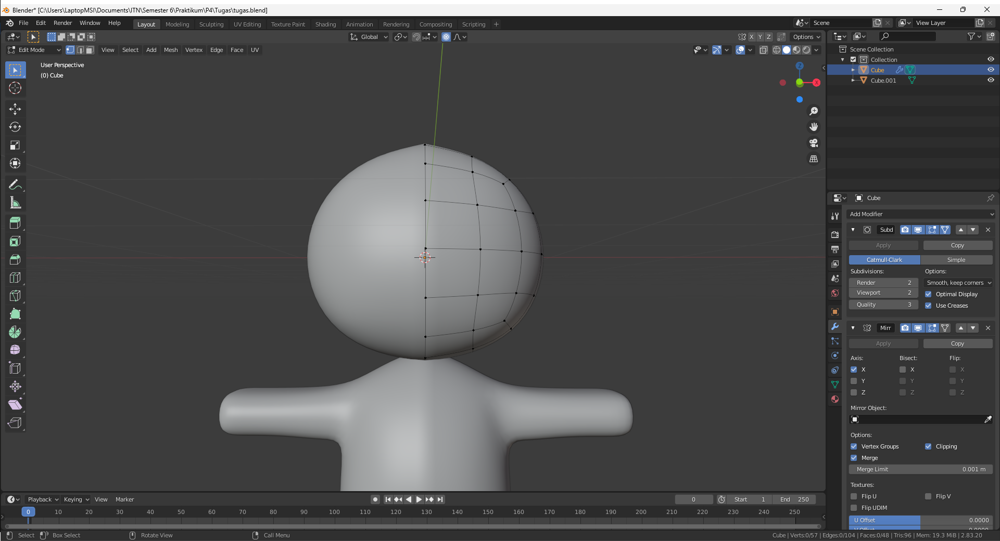 Blender* [C:\Users\LaptopMSI\Documents\ITN\Semester 6\Praktikum\P4\Tugas\tugas.blend]
File Edit Render Window Help Layout Modeling Sculpting UV Editing Texture Paint Shading Animation Rendering Compositing Scripting + Scene View Layer
Global X Y Z Options
Edit Mode View Select Add Mesh Vertex Edge Face UV
User Perspective
(0) Cube
Z
X
Scene Collection
Collection
Cube
Cube.001
Cube
Add Modifier
Subd
Apply Copy
Catmull-Clark Simple
Subdivisions: Options:
Render 2 Smooth, keep corners
Viewport 2 Optimal Display
Quality 3 Use Creases
Mirr
Apply Copy
Axis: Bisect: Flip:
X X X
Y Y Y
Z Z Z
Mirror Object:
Options:
Vertex Groups Clipping
Merge
Merge Limit 0.001 m
Textures:
Flip U Flip V
Flip UDIM
U Offset 0.0000
V Offset 0.0000
Playback Keying View Marker 0 Start 1 End 250
0 10 20 30 40 50 60 70 80 90 100 110 120 130 140 150 160 170 180 190 200 210 220 230 240 250
Select Box Select Rotate View Call Menu Cube | Verts:0/57 | Edges:0/104 | Faces:0/48 | Tris:96 | Mem: 19.3 MiB | 2.83.20